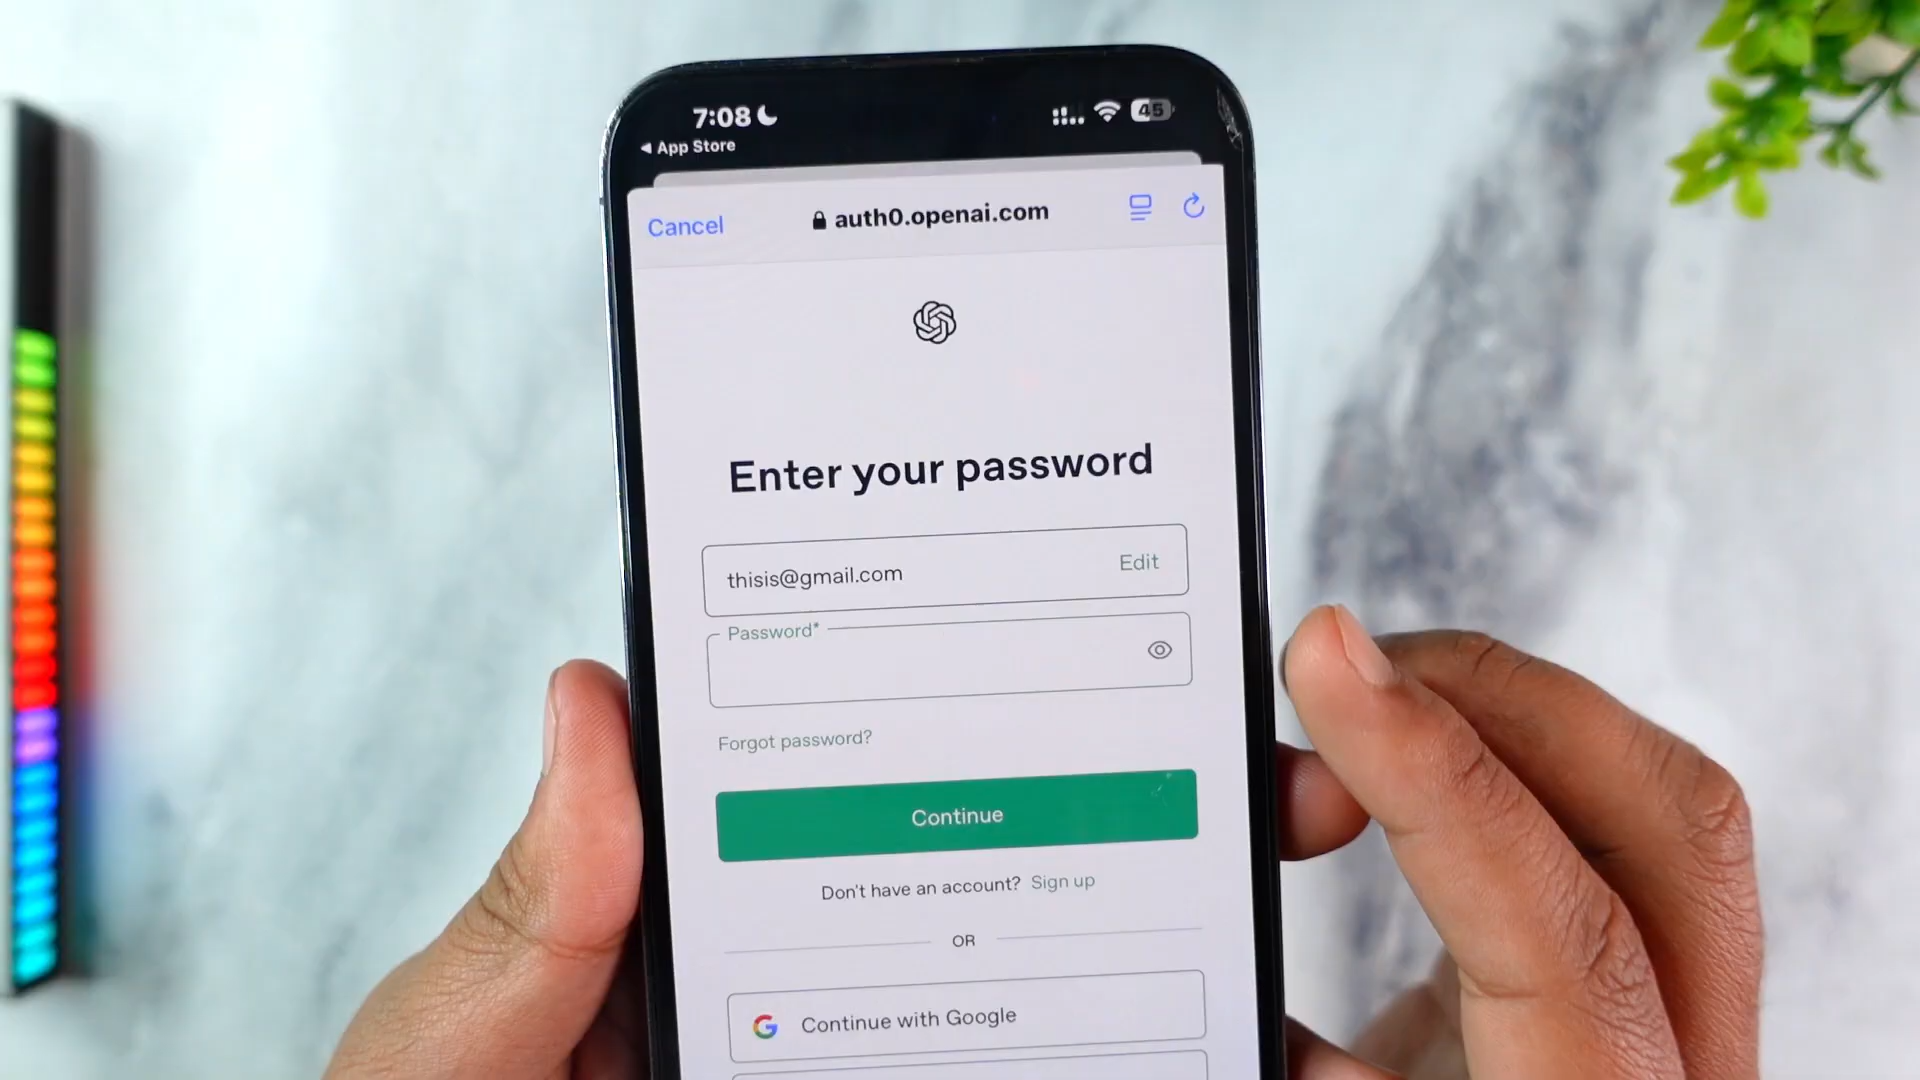 7:08
45
◀ App Store
Cancel
auth0.openai.com
Enter your password
thisis@gmail.com
Edit
Password*
Forgot password?
Continue
Don't have an account? Sign up
OR
Continue with Google